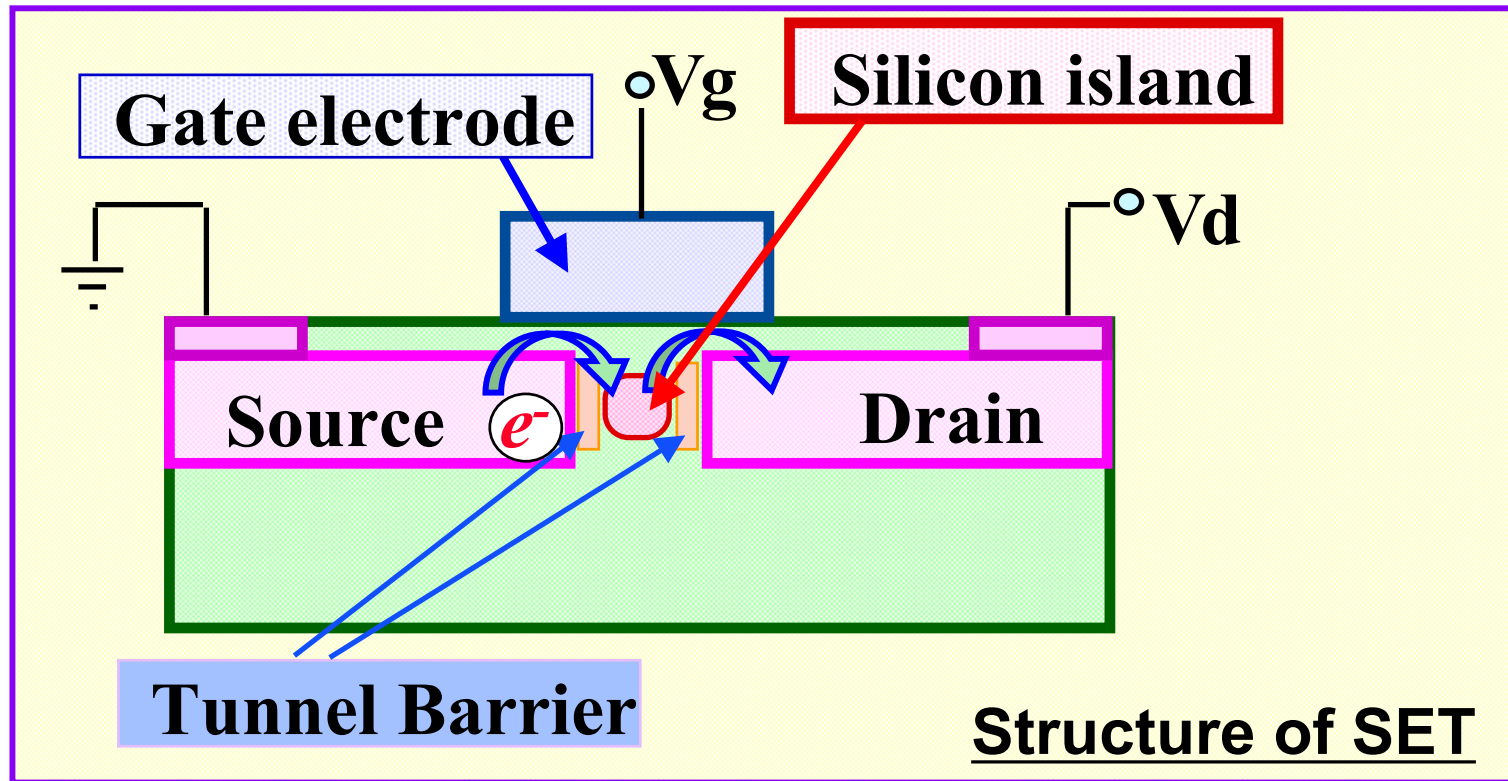 Vg
Silicon island
Gate electrode
Vd
Source
e-
Drain
Tunnel Barrier
Structure of SET